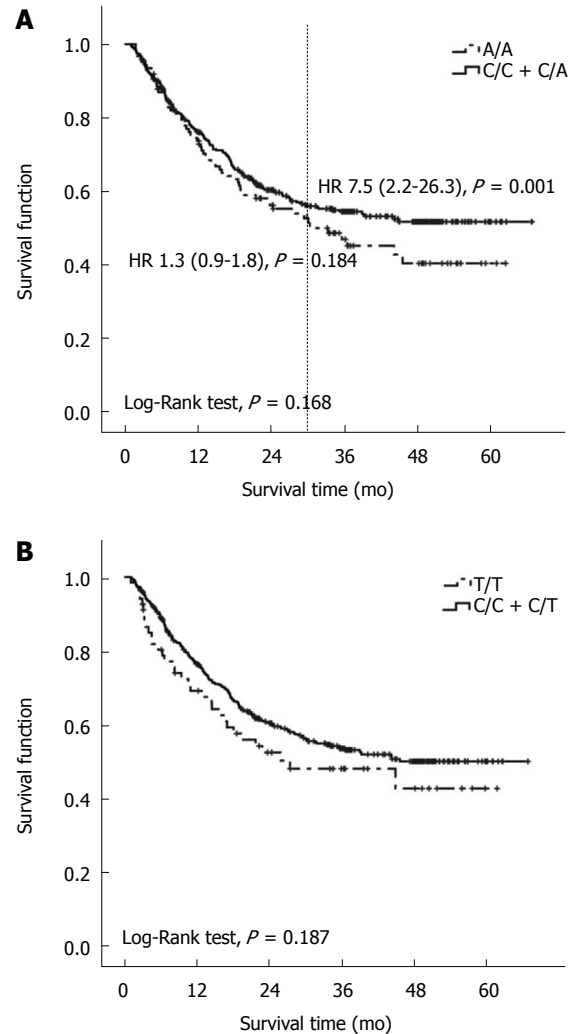 A
1.0
0.8
0.6
0.4
0.2
0.0
Survival function
A/A
C/C + C/A
HR 7.5 (2.2-26.3), P = 0.001
HR 1.3 (0.9-1.8), P = 0.184
Log-Rank test, P = 0.168
0 12 24 36 48 60
Survival time (mo)
B
1.0
0.8
0.6
0.4
0.2
0.0
Survival function
T/T
C/C + C/T
Log-Rank test, P = 0.187
0 12 24 36 48 60
Survival time (mo)